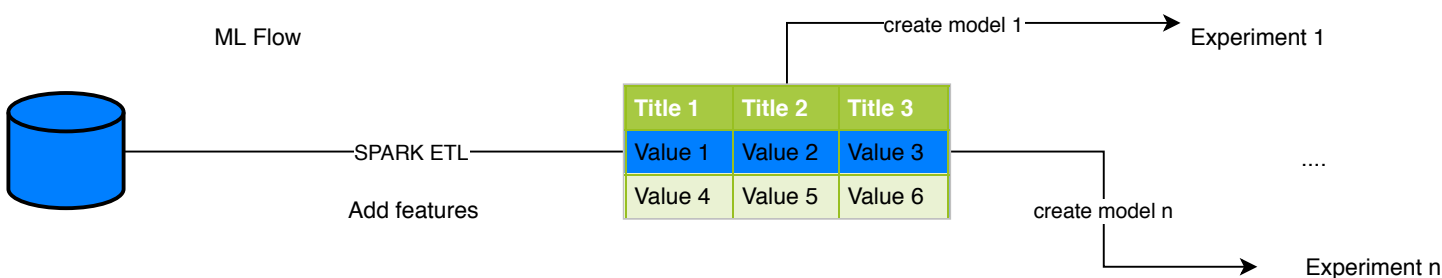 create model 1
ML Flow
Experiment 1
Title 1 Title 2 Title 3
SPARK ETL
Value 1 Value 2 Value 3
....
Value 4 Value 5 Value 6
Add features
create model n
Experiment n